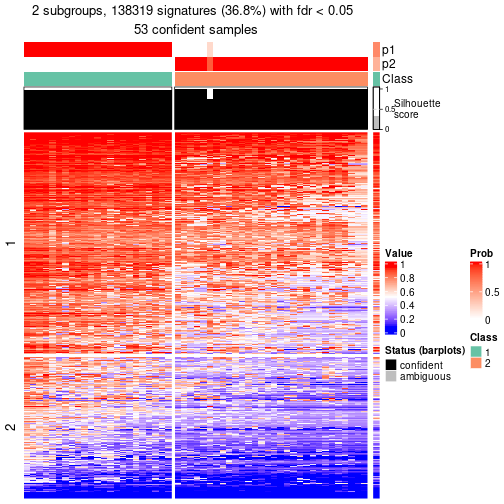 2 subgroups, 138319 signatures (36.8%) with fdr < 0.05
53 confident samples
p1
p2
Class
1
0.5
0
Silhouette
score
1
2
Value
1
0.8
0.6
0.4
0.2
0
Prob
1
0.5
0
Status (barplots)
confident
ambiguous
Class
1
2